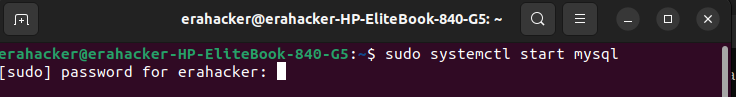 erahacker@erahacker-HP-EliteBook-840-G5: ~
erahacker@erahacker-HP-EliteBook-840-G5:~$ sudo systemctl start mysql
[sudo] password for erahacker: